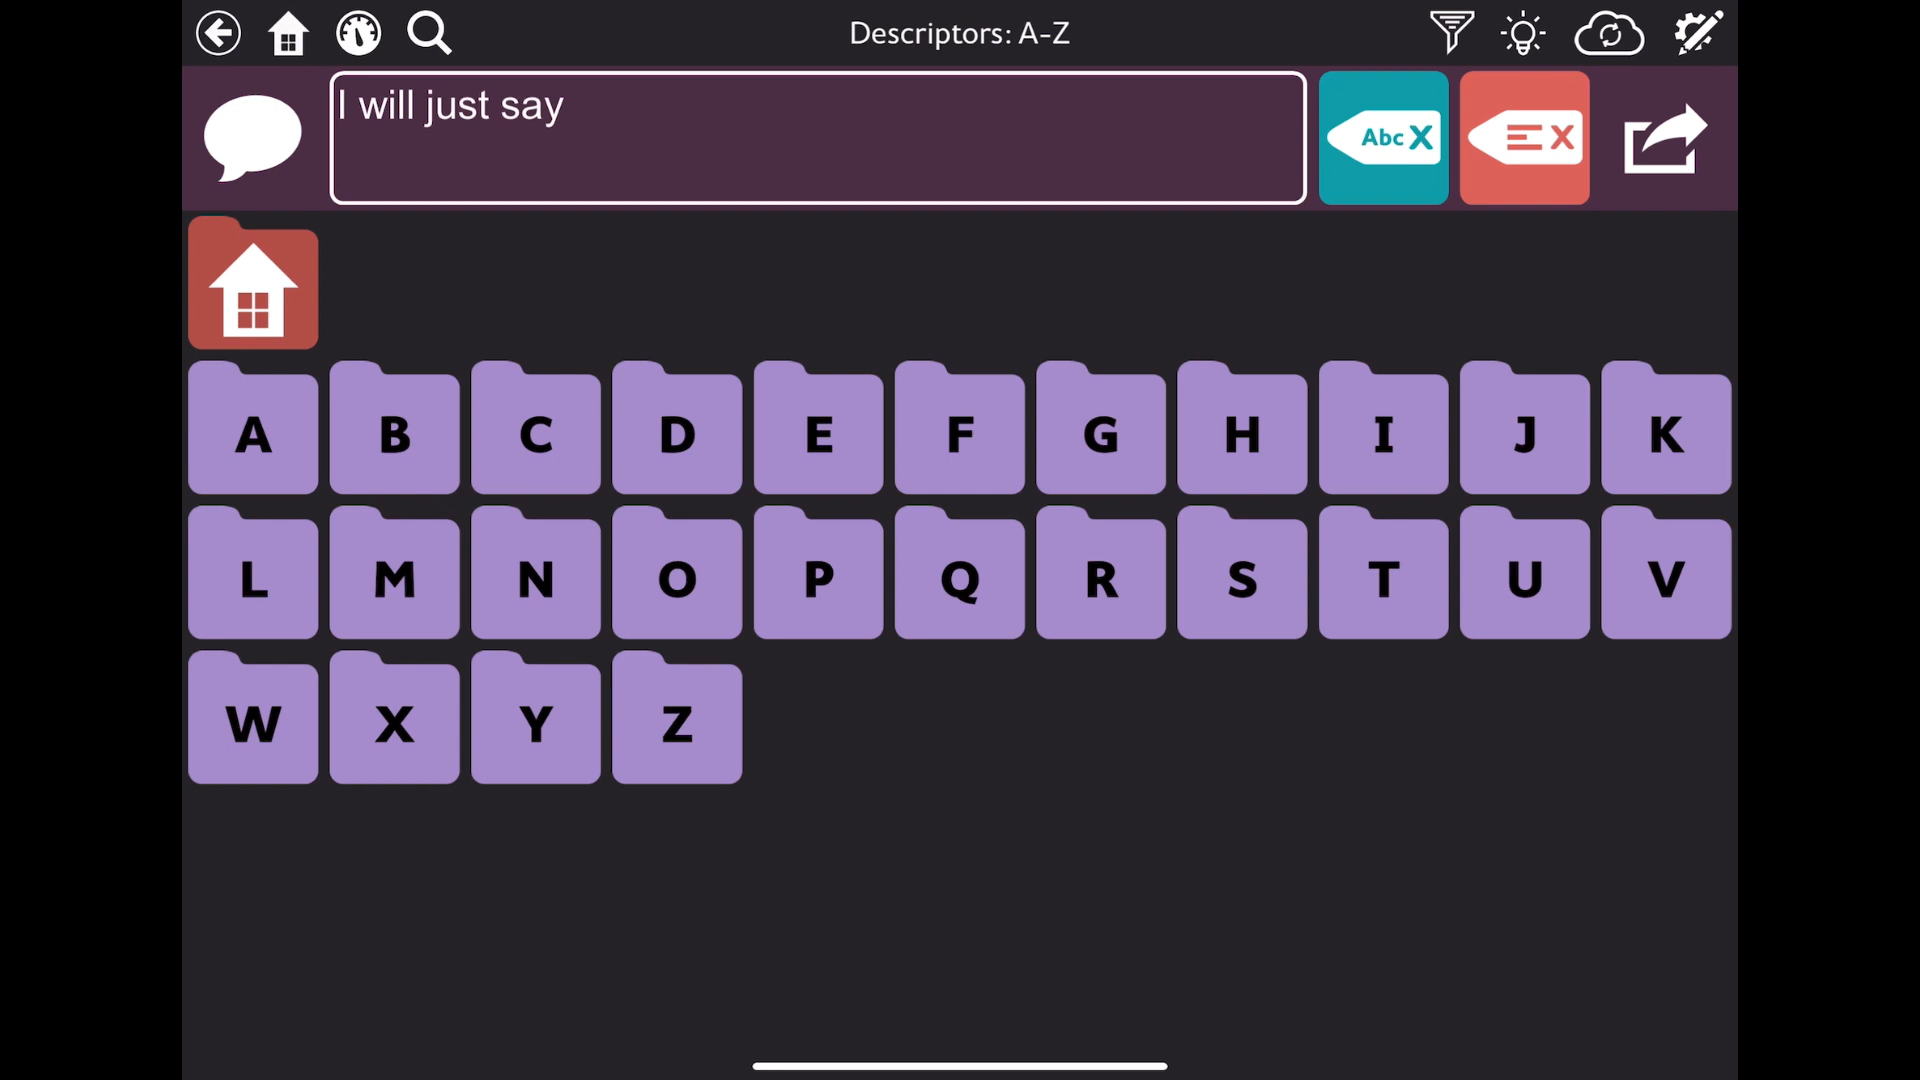 Descriptors: A-Z
I will just say
Abc X
X
A B C D E F G H I J K
L M N O P Q R S T U V
W X Y Z